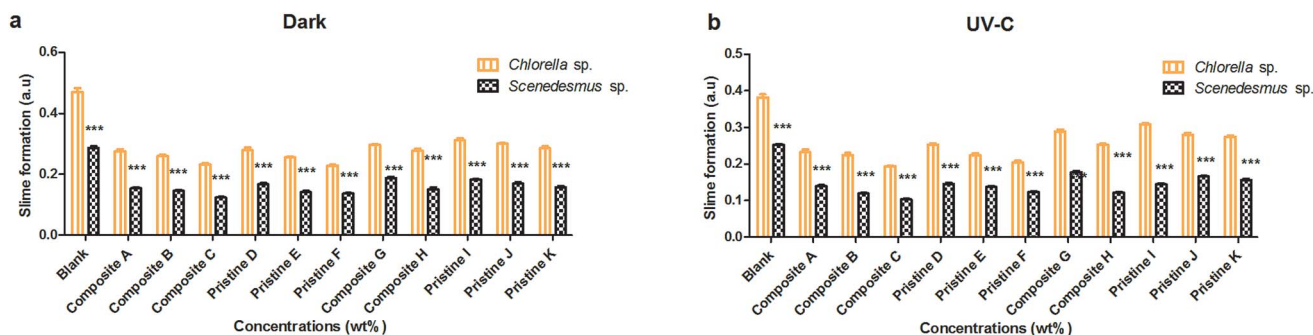 a
Dark
Slime formation (a.u)
0.6
0.4
0.2
0.0
Chlorella sp.
Scenedesmus sp.
***
***
***
***
***
***
***
***
***
***
***
***
Blank
Composite A
Composite B
Composite C
Pristine D
Pristine E
Pristine F
Composite G
Composite H
Pristine I
Pristine J
Pristine K
Concentrations (wt%)
b
UV-C
Slime formation (a.u)
0.5
0.4
0.3
0.2
0.1
0.0
Chlorella sp.
Scenedesmus sp.
***
***
***
***
***
***
***
***
***
***
***
Blank
Composite A
Composite B
Composite C
Pristine D
Pristine E
Pristine F
Composite G
Composite H
Pristine I
Pristine J
Pristine K
Concentrations (wt%)